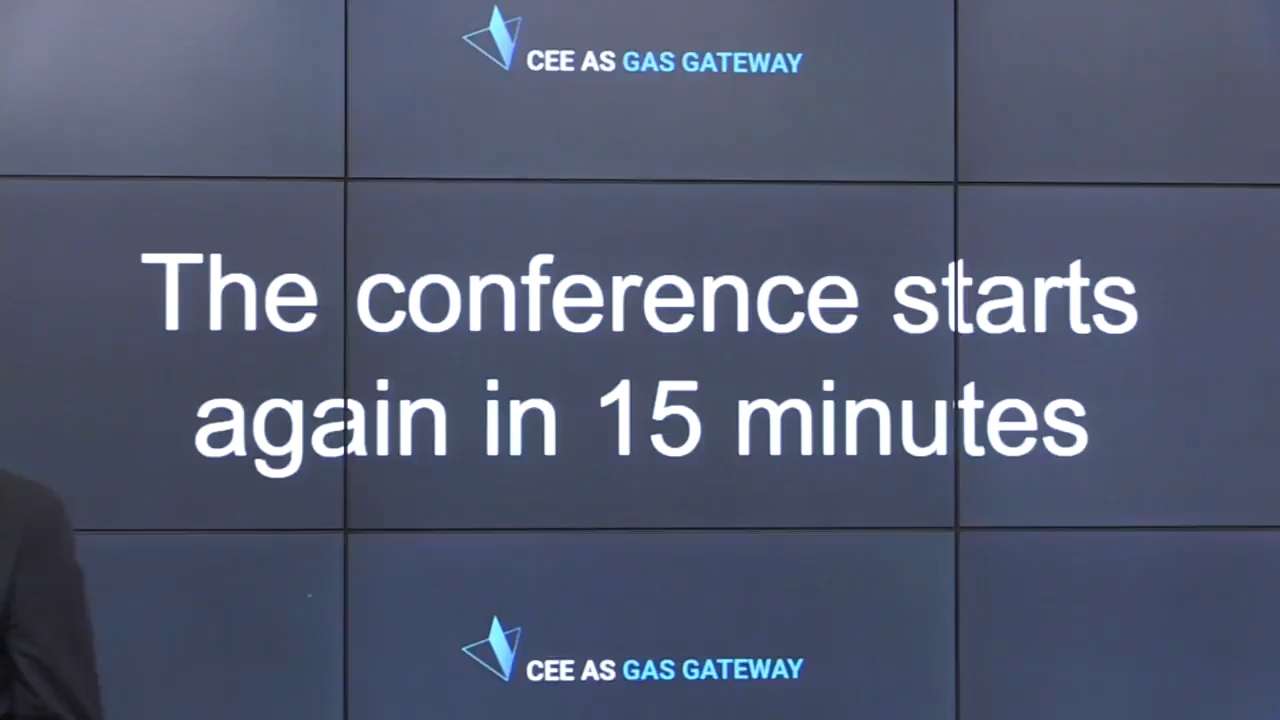 CEE AS GAS GATEWAY
The conference starts
again in 15 minutes
CEE AS GAS GATEWAY